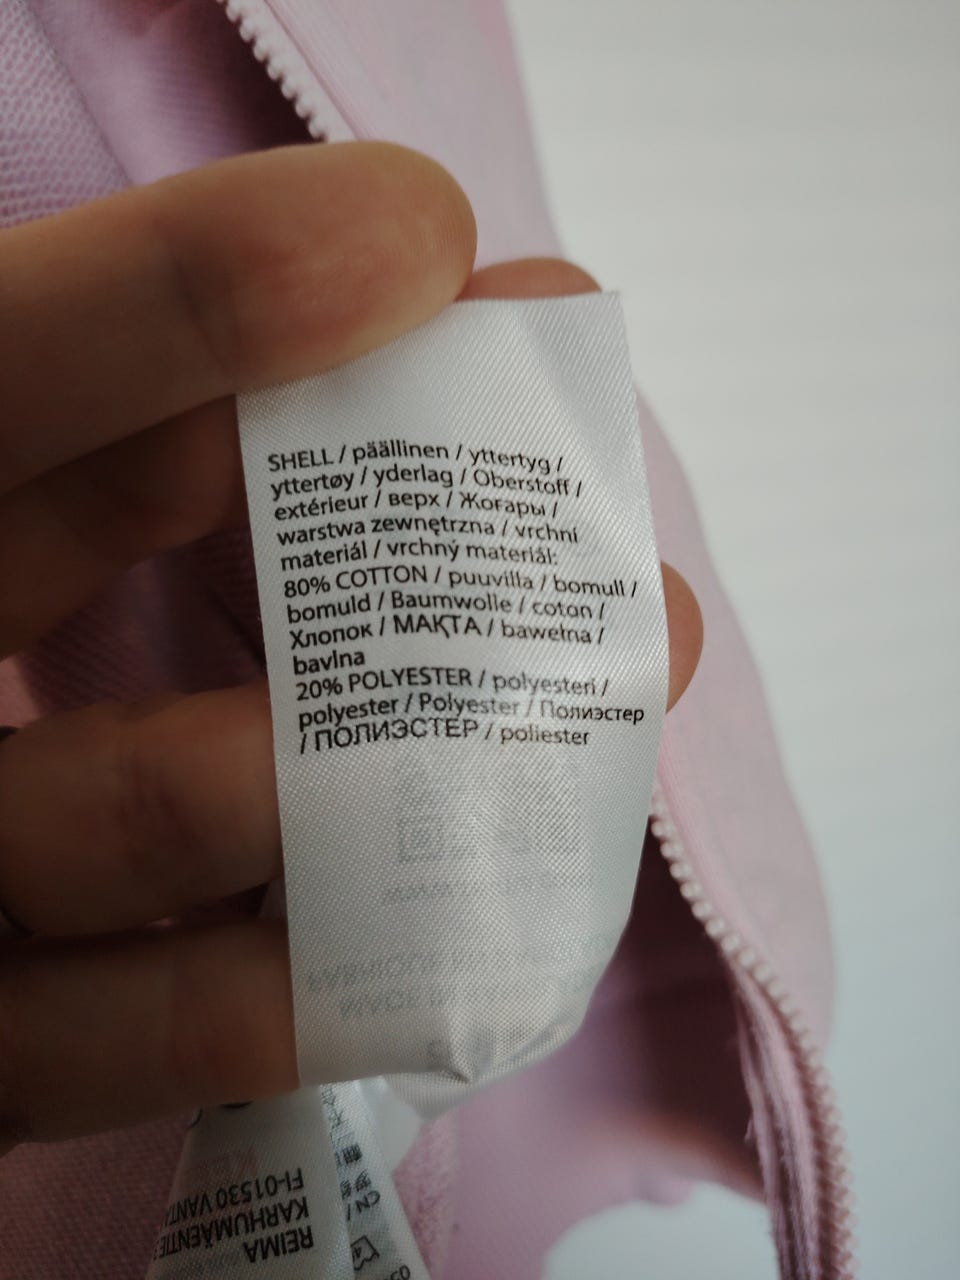 SHELL / päällinen / yttertyg /
yttertøy / yderlag / Oberstoff /
extérieur / верх / Жоғары /
warstwa zewnętrzna / vrchní
materiál / vrchný materiál:
80% COTTON / puuvilla / bomull /
bomuld / Baumwolle / coton /
Хлопок / МАҚТА / bawełna /
bavlna
20% POLYESTER / polyesteri /
polyester / Polyester / Полиэстер
/ ПОЛИЭСТЕР / poliester
REIMA
KARHUMÄENTIE
FI-01530
CN